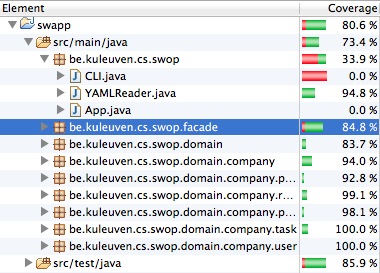 Element Coverage
swapp 80.6 %
src/main/java 73.4 %
be.kuleuven.cs.swop 33.9 %
CLI.java 0.0 %
YAMLReader.java 94.8 %
App.java 0.0 %
be.kuleuven.cs.swop.facade 84.8 %
be.kuleuven.cs.swop.domain 83.7 %
be.kuleuven.cs.swop.domain.company 94.0 %
be.kuleuven.cs.swop.domain.company.p... 92.8 %
be.kuleuven.cs.swop.domain.company.r... 99.1 %
be.kuleuven.cs.swop.domain.company.p... 98.1 %
be.kuleuven.cs.swop.domain.company.task 100.0 %
be.kuleuven.cs.swop.domain.company.user 100.0 %
src/test/java 85.9 %